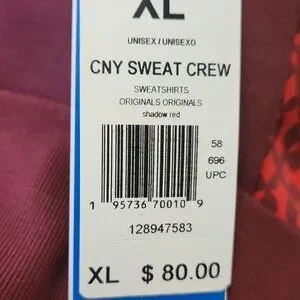 XL
UNISEX / UNISEXO
CNY SWEAT CREW
SWEATSHIRTS
ORIGINALS ORIGINALS
shadow red
58
696
UPC
1 95736 70010 9
128947583
XL $ 80.00